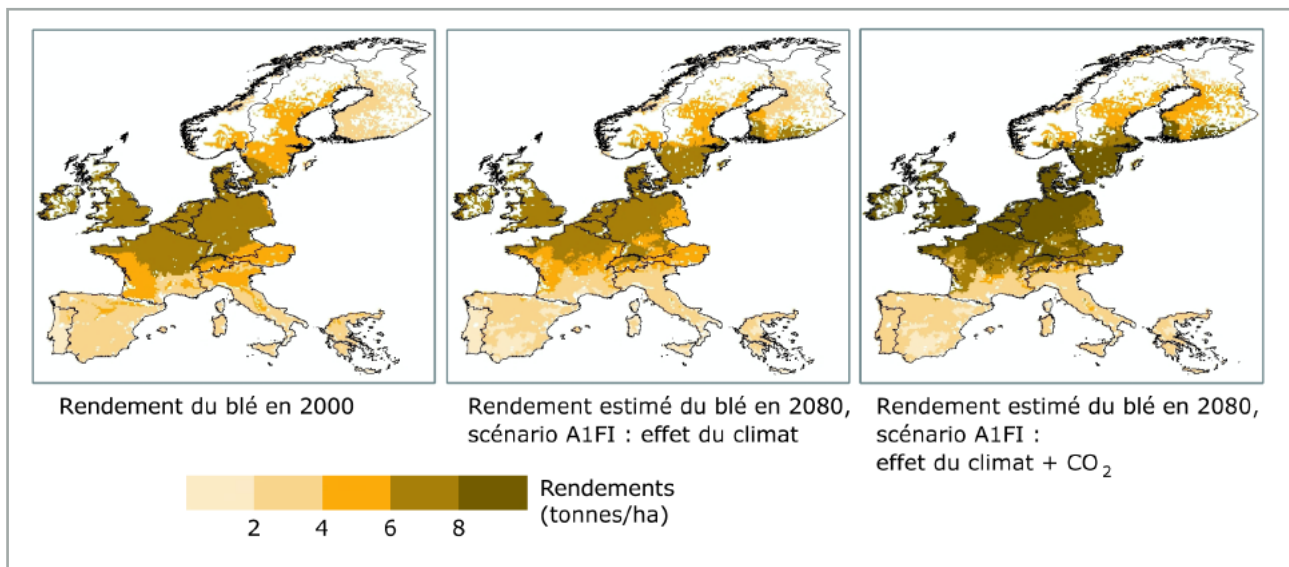 Rendement du blé en 2000
Rendement estimé du blé en 2080,
scénario A1FI : effet du climat
Rendement estimé du blé en 2080,
scénario A1FI :
effet du climat + CO₂
Rendements
(tonnes/ha)
2 4 6 8